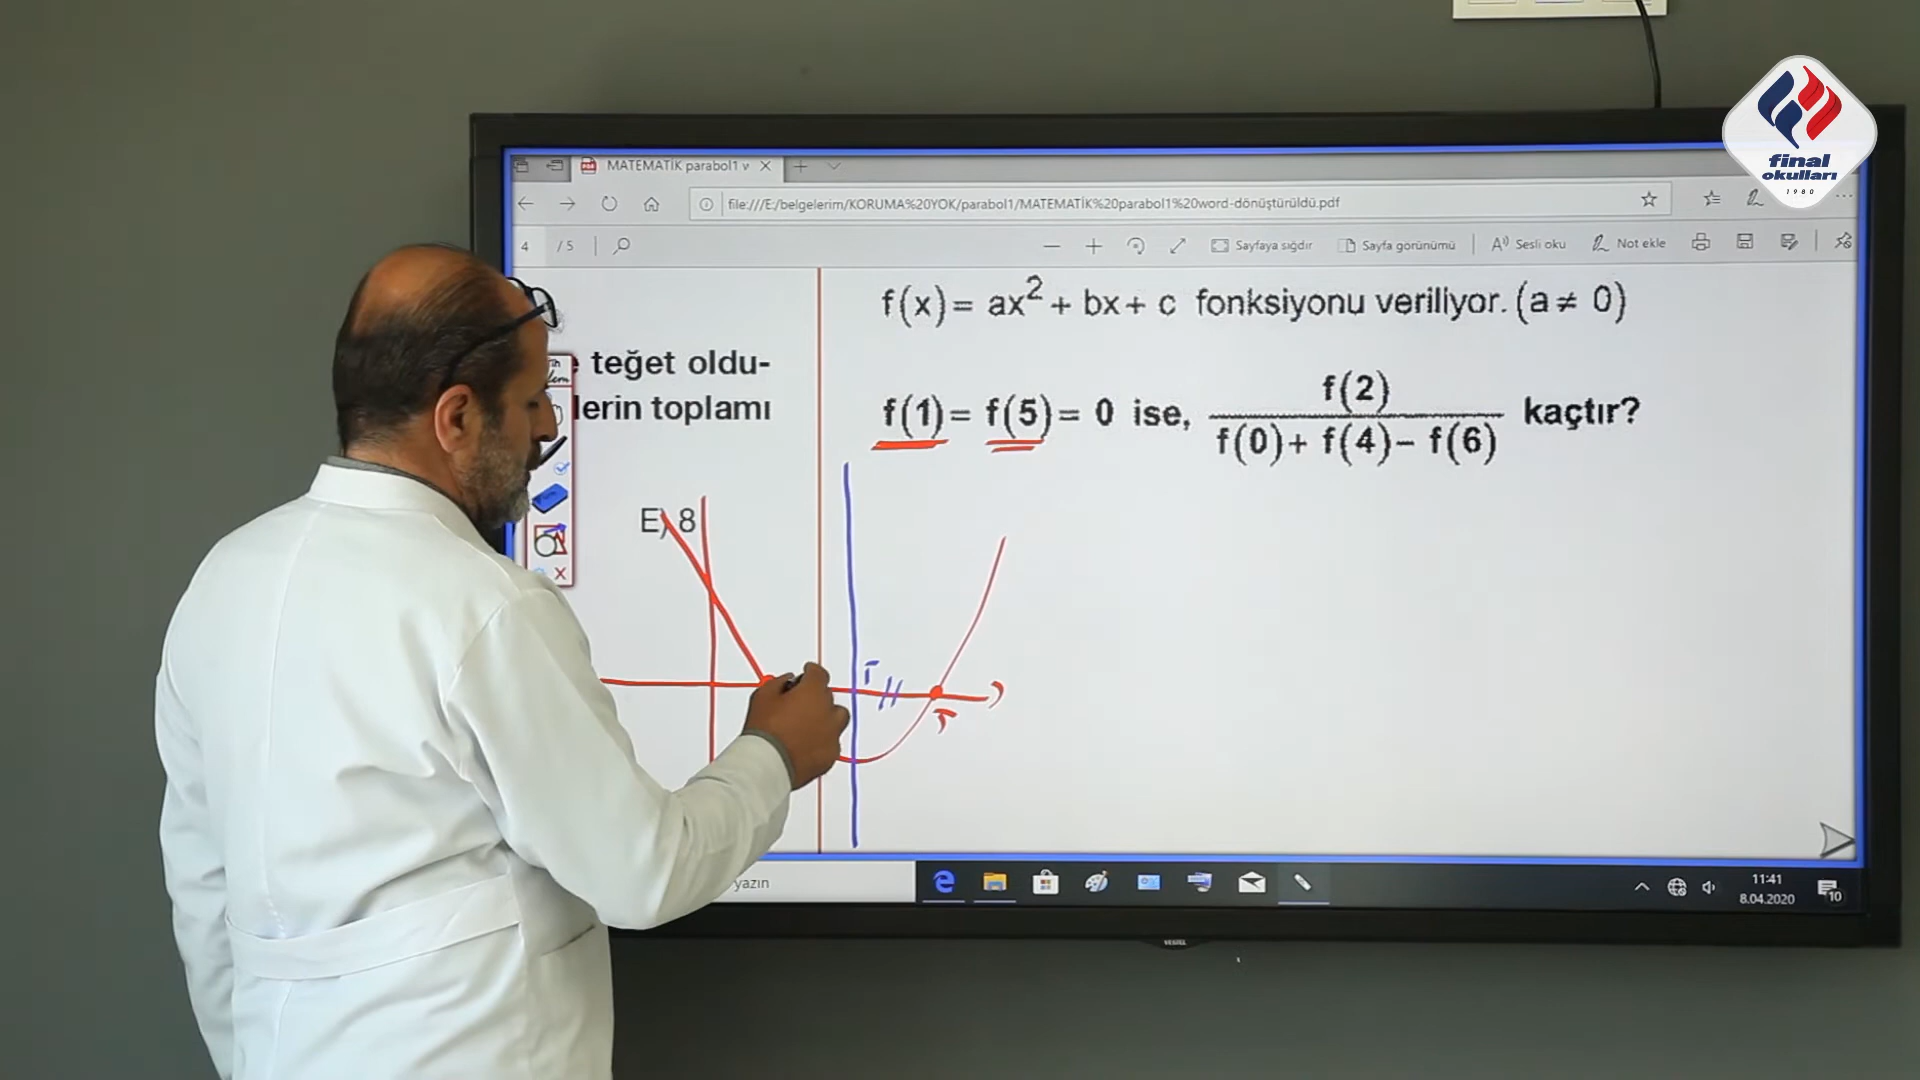 final
okulları
1980
MATEMATİK parabol1 v
file:///E:/belgelerim/KORUMA%20YOK/parabol1/MATEMATİK%20parabol1%20word-dönüştürüldü.pdf
4 / 5
Sayfaya sığdır
Sayfa görünümü
Sesli oku
Not ekle
f(x) = ax² + bx + c fonksiyonu veriliyor. (a ≠ 0)
teğet oldu-
lerin toplamı
f(1) = f(5) = 0 ise, f(2) / f(0) + f(4) − f(6) kaçtır?
E) 8
yazın
11:41
8.04.2020
10
VESTEL